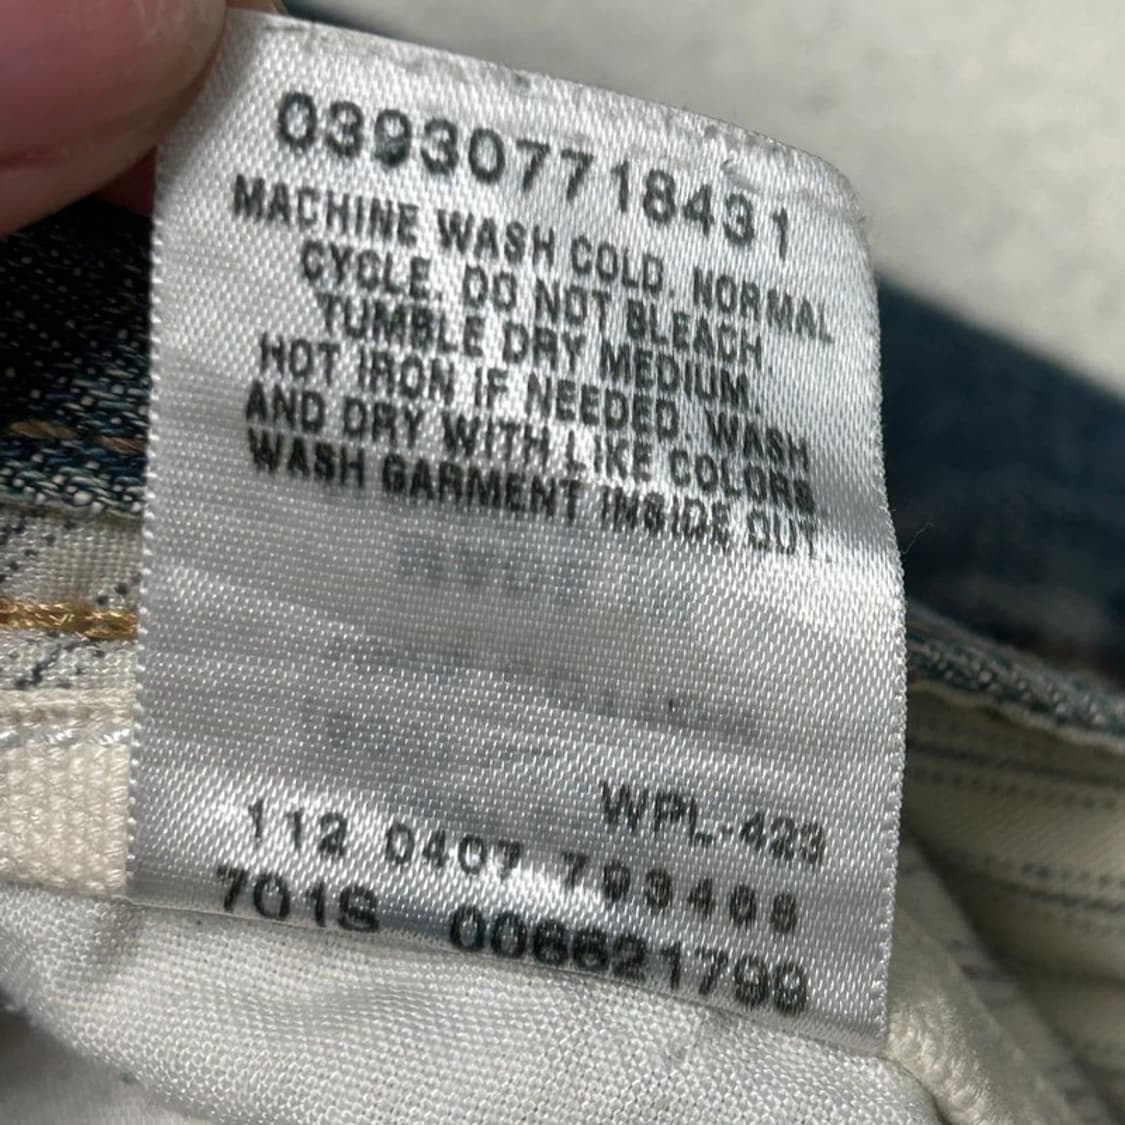 039307718431
MACHINE WASH COLD. NORMAL
CYCLE. DO NOT BLEACH
TUMBLE DRY MEDIUM.
HOT IRON IF NEEDED. WASH
AND DRY WITH LIKE COLORS
WASH GARMENT INSIDE OUT
WPL-423
112 0407
701S 006621799